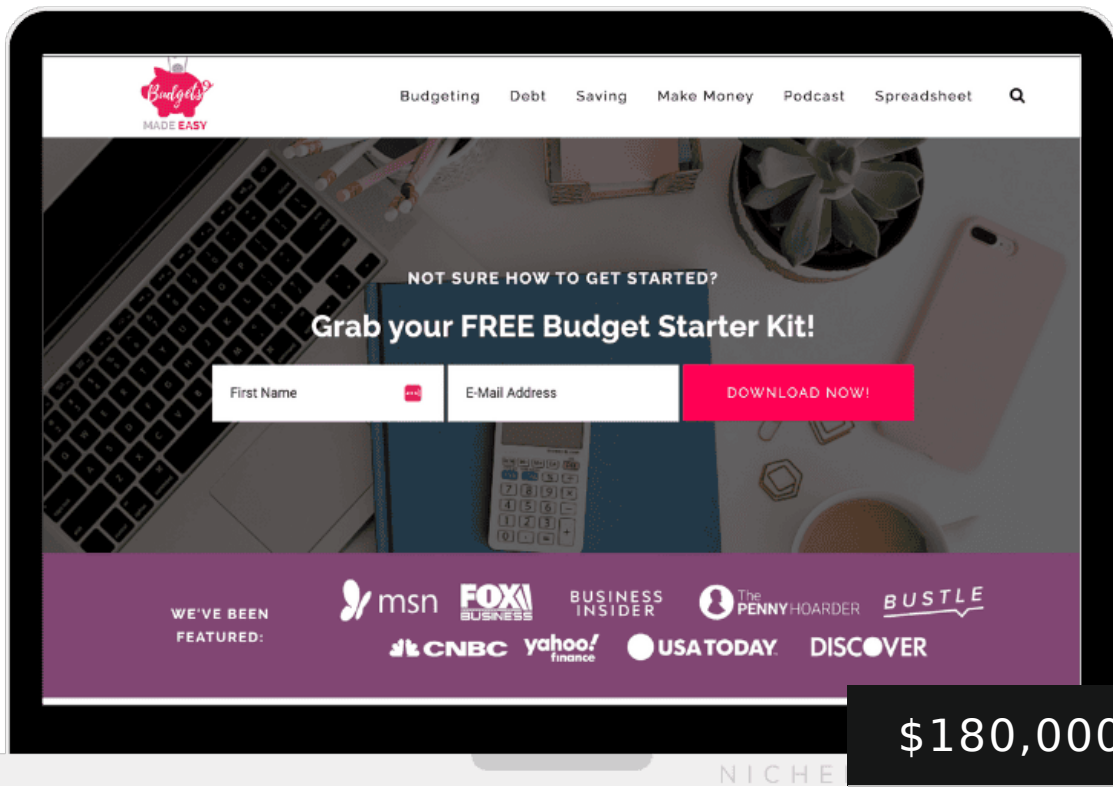 Budgets
MADE EASY
Budgeting Debt Saving Make Money Podcast Spreadsheet
NOT SURE HOW TO GET STARTED?
Grab your FREE Budget Starter Kit!
First Name E-Mail Address DOWNLOAD NOW!
WE'VE BEEN
FEATURED:
msn FOX BUSINESS BUSINESS INSIDER The PENNY HOARDER BUSTLE
CNBC yahoo! finance USA TODAY DISCOVER
$180,000
NICHE